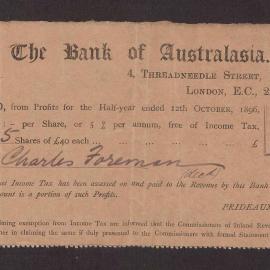 The Bank of Australasia.
4, THREADNEEDLE STREET,
LONDON, E.C., 2
D, from Profits for the Half-year ended 12TH OCTOBER, 1896,
per Share, or 5 % per annum, free of Income Tax,
5 Shares of £40 each £
Charles Foreman
(decd)
that Income Tax has been assessed on and paid to the Revenue by this Bank
ount is a portion of such Profits.
PRIDEAUX
iming exemption from Income Tax are informed that the Commissioners of Inland Reve
her in claiming the same if duly presented to the Commissioners with formal Statement